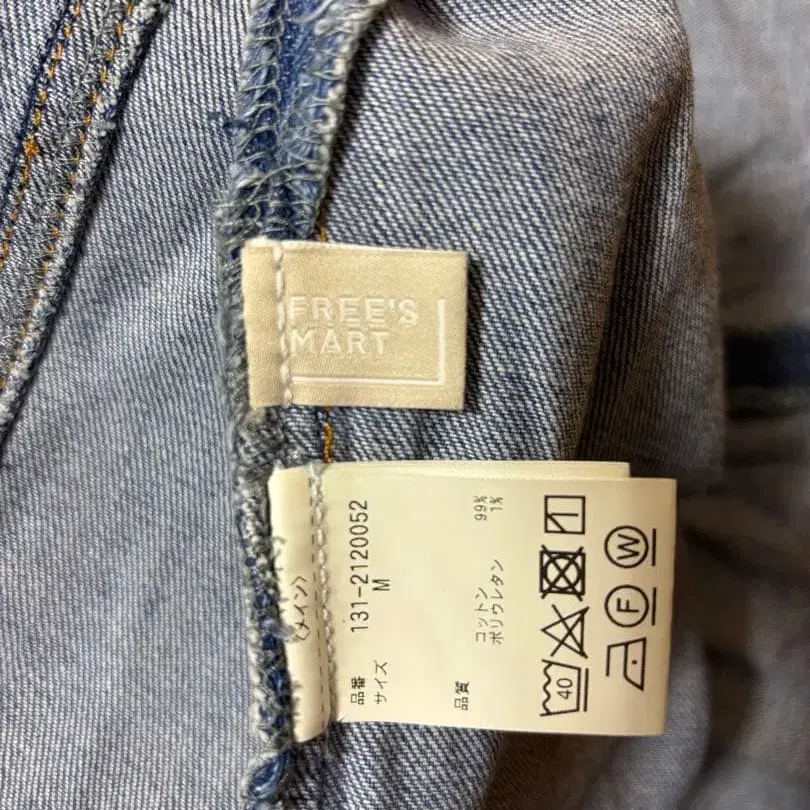 FREE'S
MART
〈メイン〉
品番 131-2120052
サイズ M
品質 コットン 99%
ポリウレタン 1%
40
W
F